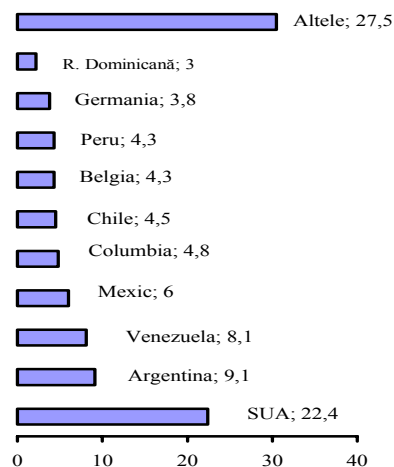 Altele; 27,5
R. Dominicană; 3
Germania; 3,8
Peru; 4,3
Belgia; 4,3
Chile; 4,5
Columbia; 4,8
Mexic; 6
Venezuela; 8,1
Argentina; 9,1
SUA; 22,4
0 10 20 30 40